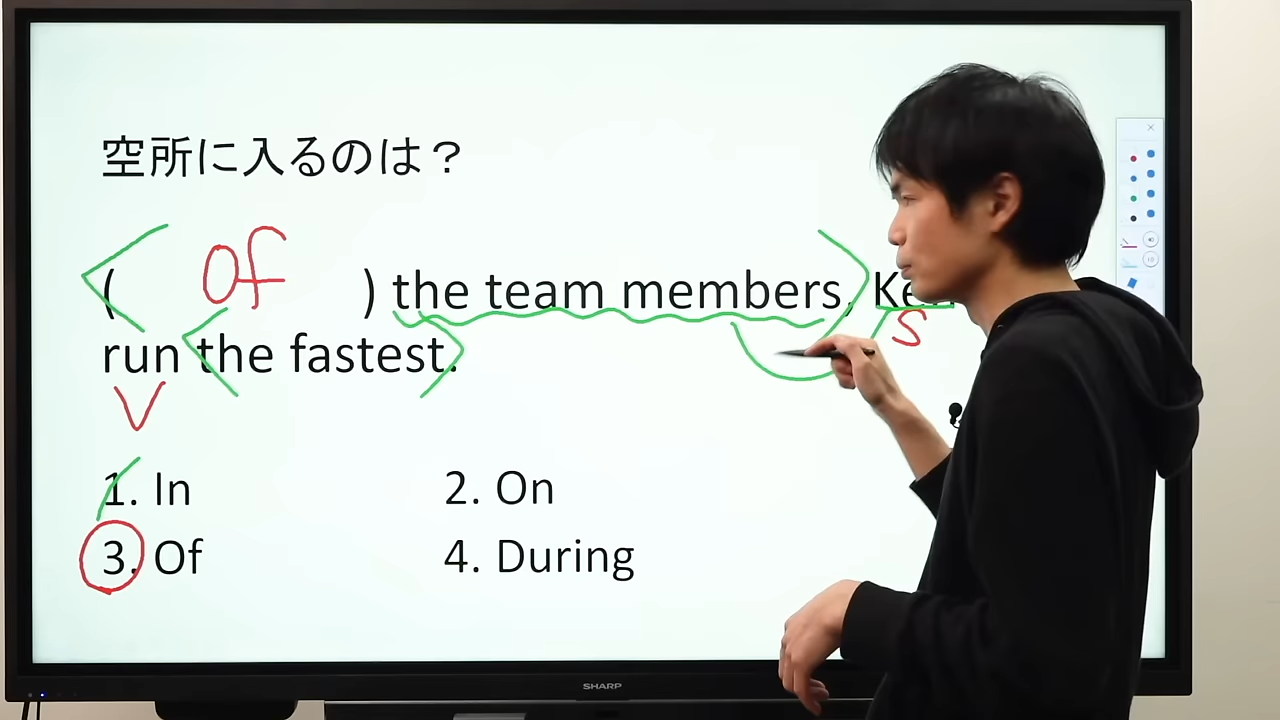 空所に入るのは？
( Of ) the team members, Ken
S
run the fastest.
V
1. In 2. On
3. Of 4. During
SHARP